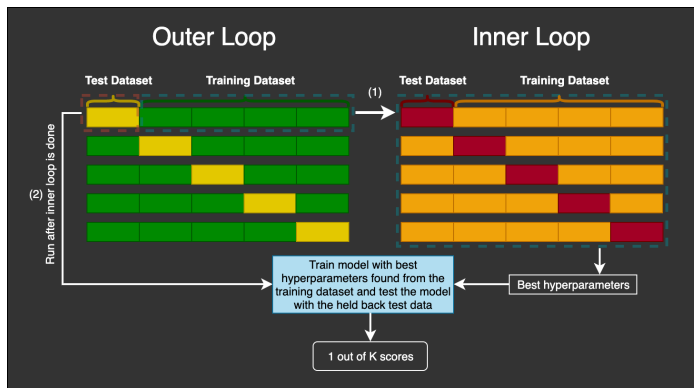 Outer Loop
Inner Loop
Test Dataset
Training Dataset
Test Dataset
Training Dataset
(1)
(2)
Run after inner loop is done
Train model with best
hyperparameters found from the
training dataset and test the model
with the held back test data
Best hyperparameters
1 out of K scores